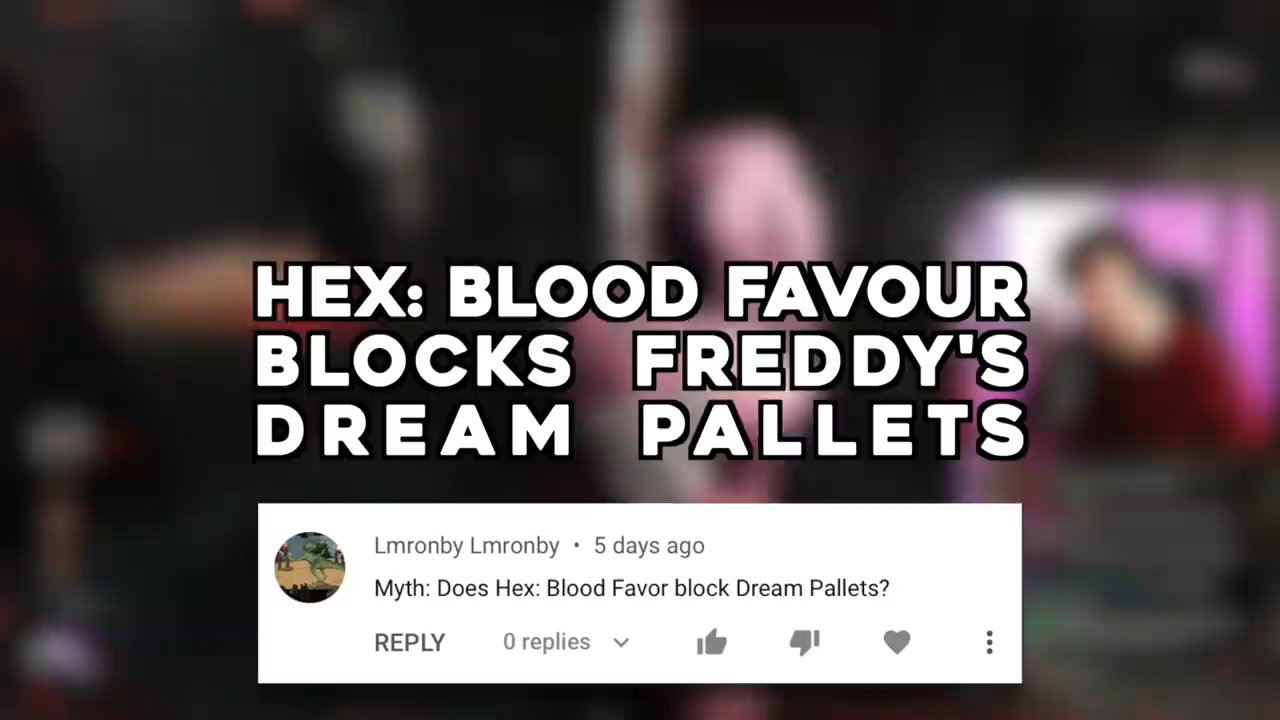 HEX: BLOOD FAVOUR
BLOCKS FREDDY'S
DREAM PALLETS
Lmronby Lmronby • 5 days ago
Myth: Does Hex: Blood Favor block Dream Pallets?
REPLY 0 replies